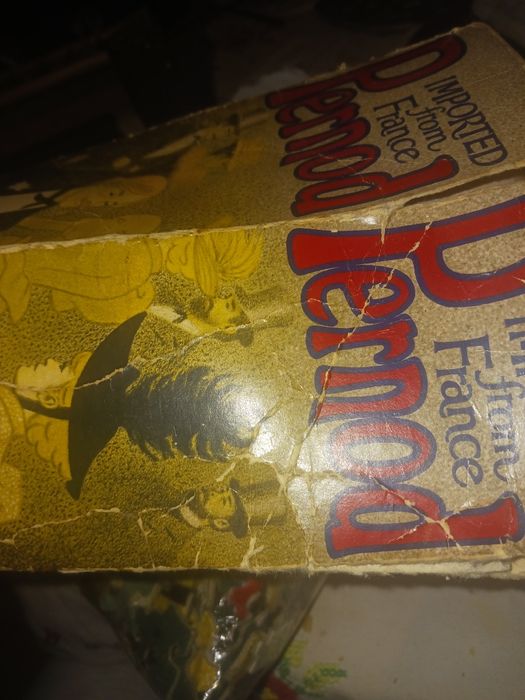 IMPORTED
from
France
Pernod
from
France
Pernod